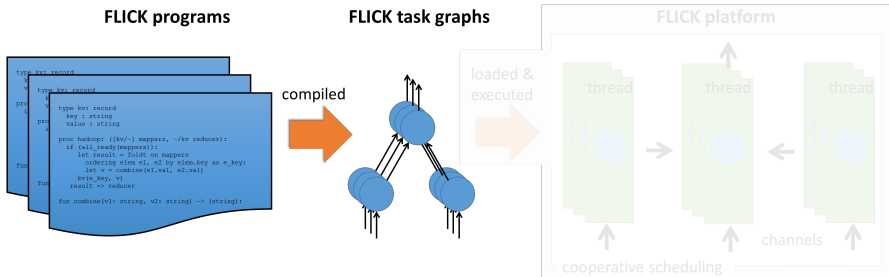 FLICK programs
FLICK task graphs
FLICK platform
type kv: record
type kv: record
type kv: record
key : string
value : string
proc hadoop: ([kv/-] mappers, -/kv reducer):
if (all_ready(mappers)):
let result = foldt on mappers
ordering elem e1, e2 by elem.key as e_key:
let v = combine(e1.val, e2.val)
kv(e_key, v)
result => reducer
fun combine(v1: string, v2: string) -> (string):
compiled
loaded &
executed
thread
thread
thread
channels
cooperative scheduling